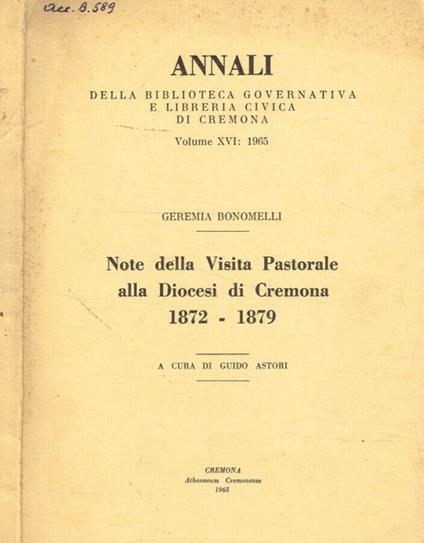 acc. B. 589
ANNALI
DELLA BIBLIOTECA GOVERNATIVA
E LIBRERIA CIVICA
DI CREMONA
Volume XVI: 1965
GEREMIA BONOMELLI
Note della Visita Pastorale
alla Diocesi di Cremona
1872 - 1879
A CURA DI GUIDO ASTORI
CREMONA
Athenaeum Cremonense
1965